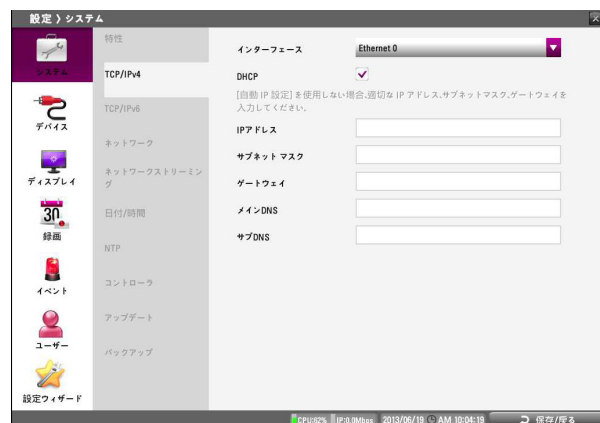 設定 〉システム
システム
デバイス
ディスプレイ
30
録画
イベント
ユーザー
設定ウィザード
特性
TCP/IPv4
TCP/IPv6
ネットワーク
ネットワークストリーミン
グ
日付/時間
NTP
コントローラ
アップデート
バックアップ
インターフェース
Ethernet 0
DHCP
[自動 IP 設定] を使用しない場合、適切な IP アドレス、サブネットマスク、ゲートウェイを
入力してください。
IPアドレス
サブネット マスク
ゲートウェイ
メインDNS
サブDNS
CPU:62% IP:0.0Mbps 2013/06/19 AM 10:04:19 保存/戻る